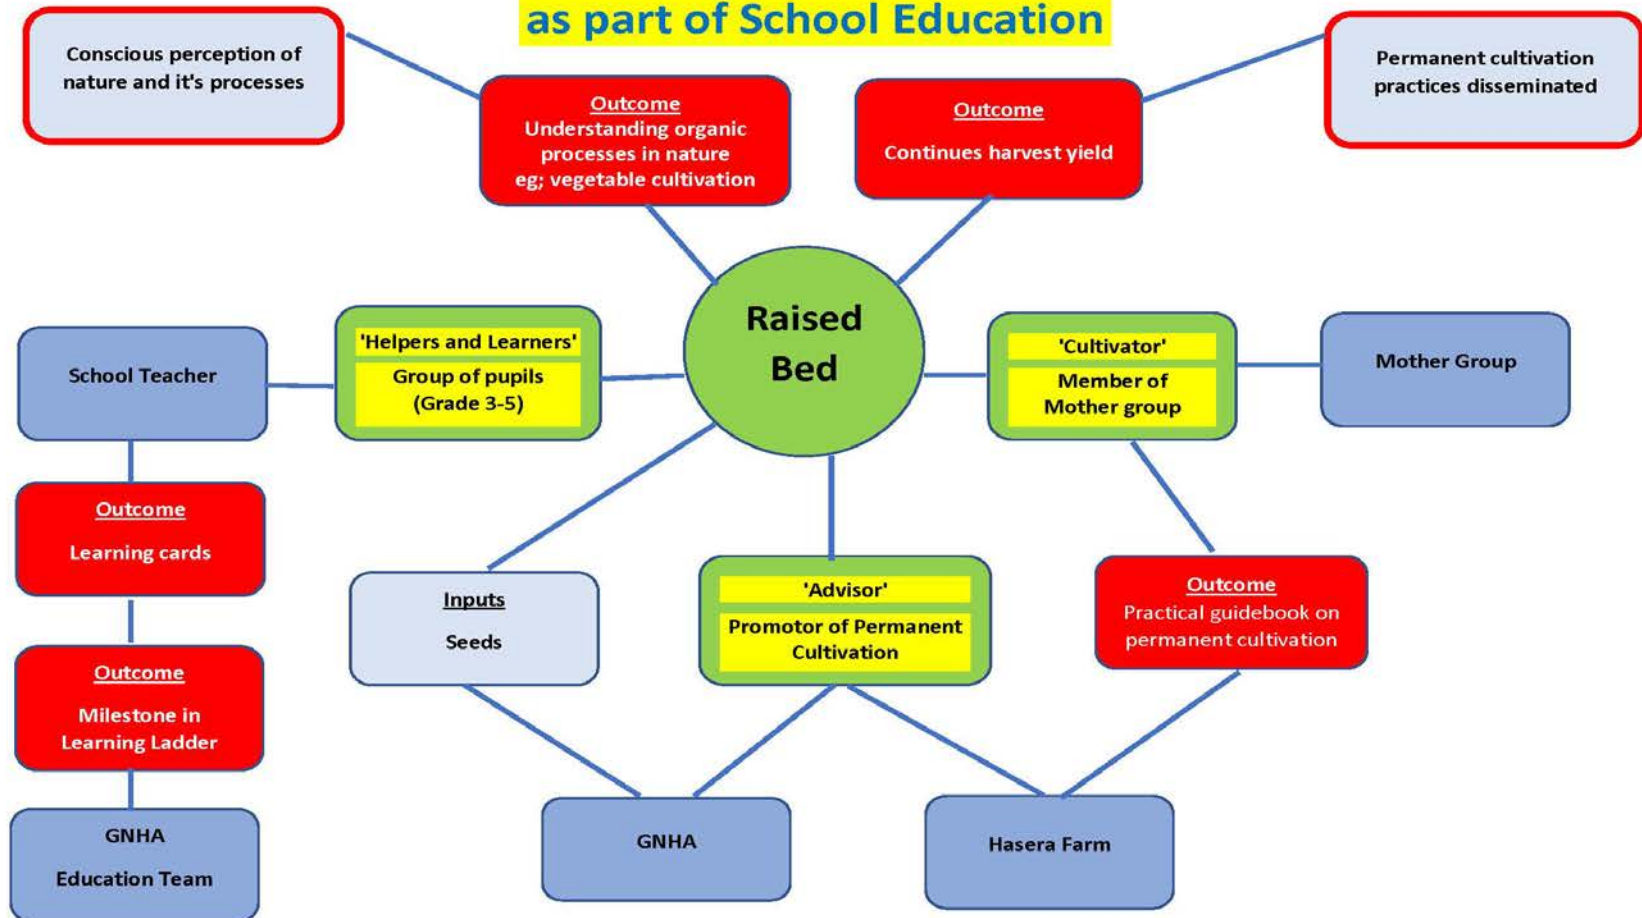 as part of School Education
Conscious perception of
nature and it's processes
Outcome
Understanding organic
processes in nature
eg; vegetable cultivation
Outcome
Continues harvest yield
Permanent cultivation
practices disseminated
School Teacher
'Helpers and Learners'
Group of pupils
(Grade 3-5)
Raised
Bed
'Cultivator'
Member of
Mother group
Mother Group
Outcome
Learning cards
Outcome
Milestone in
Learning Ladder
GNHA
Education Team
Inputs
Seeds
'Advisor'
Promotor of Permanent
Cultivation
Outcome
Practical guidebook on
permanent cultivation
GNHA
Hasera Farm